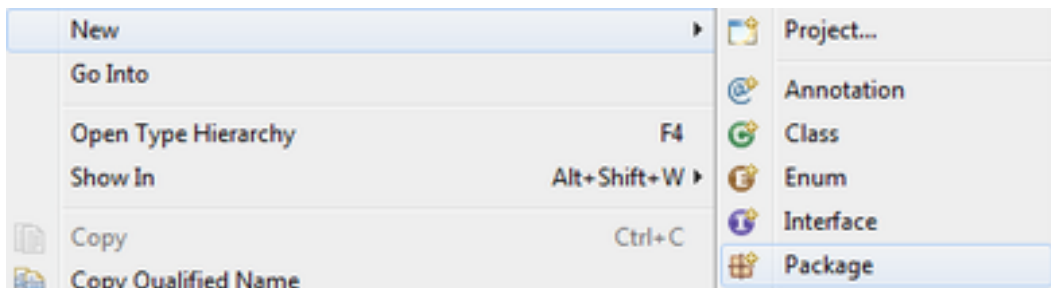 New
Go Into
Open Type Hierarchy F4
Show In Alt+Shift+W
Copy Ctrl+C
Copy Qualified Name
Project...
Annotation
Class
Enum
Interface
Package